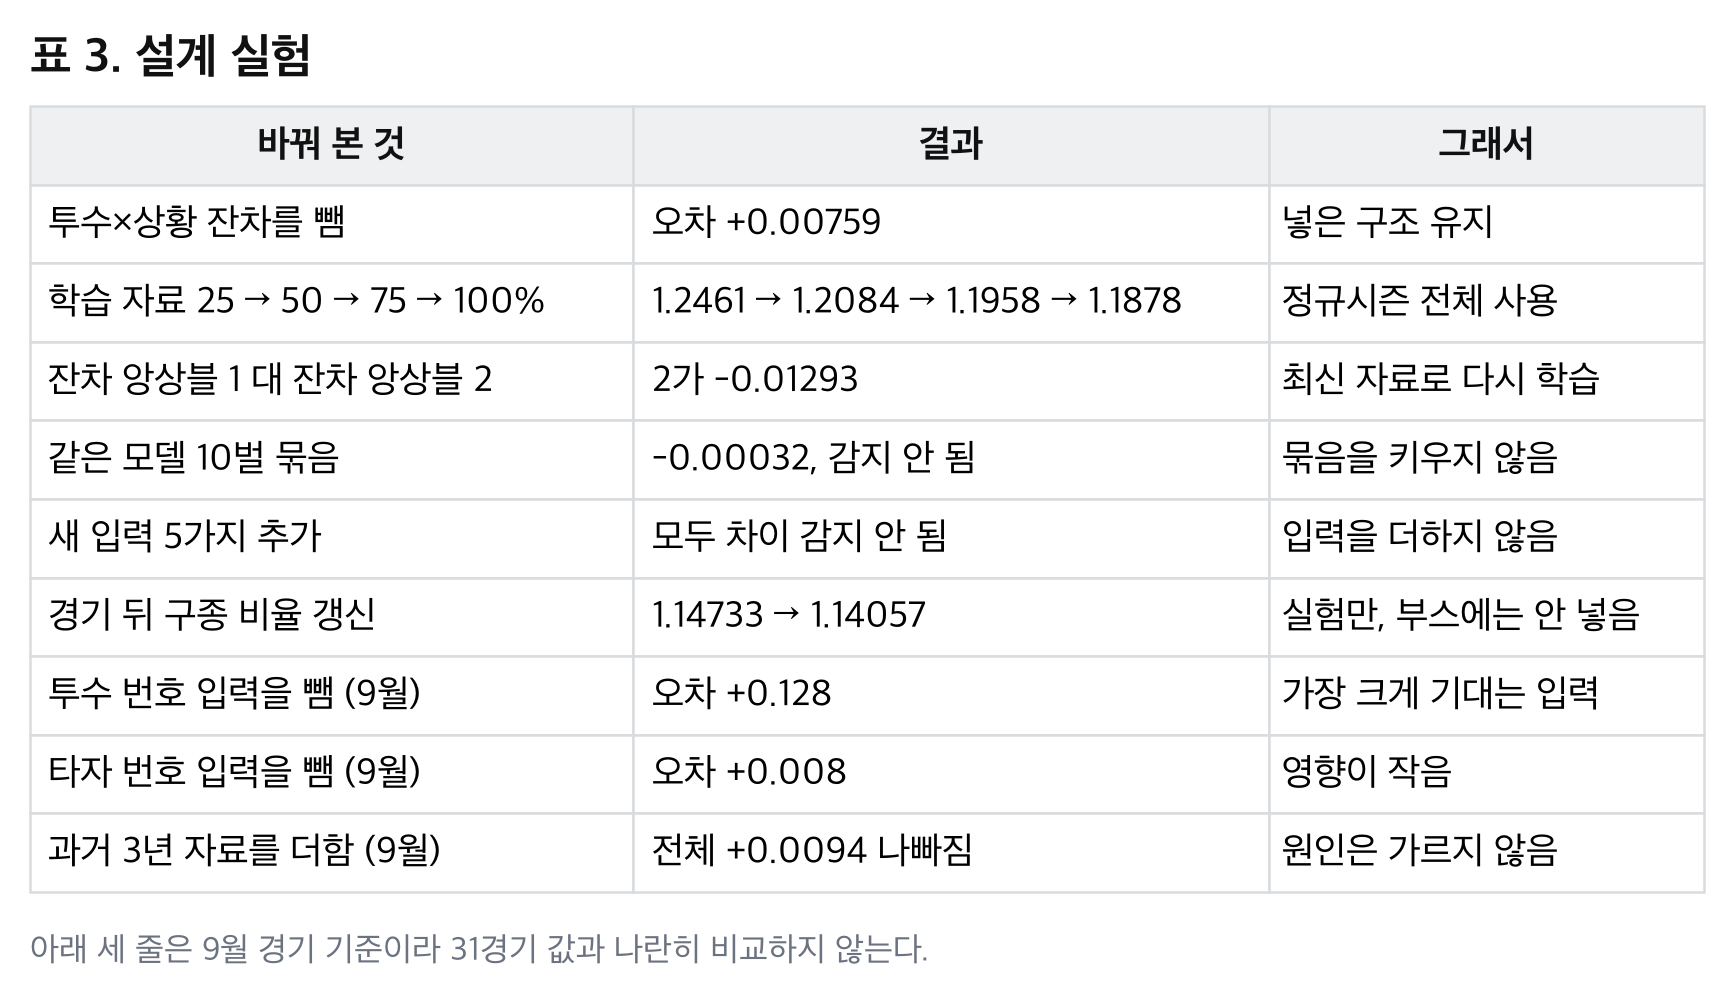 표 3. 설계 실험
바꿔 본 것 결과 그래서
투수×상황 잔차를 뺌 오차 +0.00759 넣은 구조 유지
학습 자료 25 → 50 → 75 → 100% 1.2461 → 1.2084 → 1.1958 → 1.1878 정규시즌 전체 사용
잔차 앙상블 1 대 잔차 앙상블 2 2가 -0.01293 최신 자료로 다시 학습
같은 모델 10벌 묶음 -0.00032, 감지 안 됨 묶음을 키우지 않음
새 입력 5가지 추가 모두 차이 감지 안 됨 입력을 더하지 않음
경기 뒤 구종 비율 갱신 1.14733 → 1.14057 실험만, 부스에는 안 넣음
투수 번호 입력을 뺌 (9월) 오차 +0.128 가장 크게 기대는 입력
타자 번호 입력을 뺌 (9월) 오차 +0.008 영향이 작음
과거 3년 자료를 더함 (9월) 전체 +0.0094 나빠짐 원인은 가르지 않음
아래 세 줄은 9월 경기 기준이라 31경기 값과 나란히 비교하지 않는다.